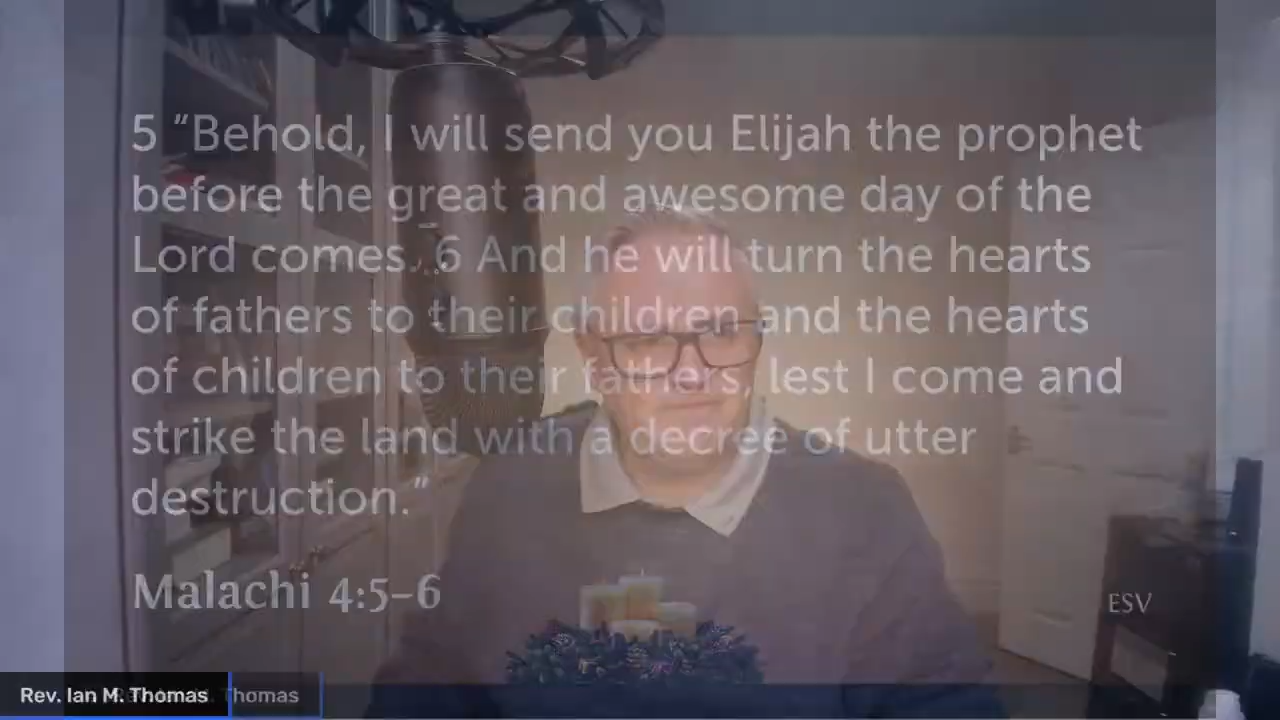 5 “Behold, I will send you Elijah the prophet
before the great and awesome day of the
Lord comes. 6 And he will turn the hearts
of fathers to their children and the hearts
of children to their fathers, lest I come and
strike the land with a decree of utter
destruction.”
Malachi 4:5–6
ESV
Rev. Ian M. Thomas
Thomas